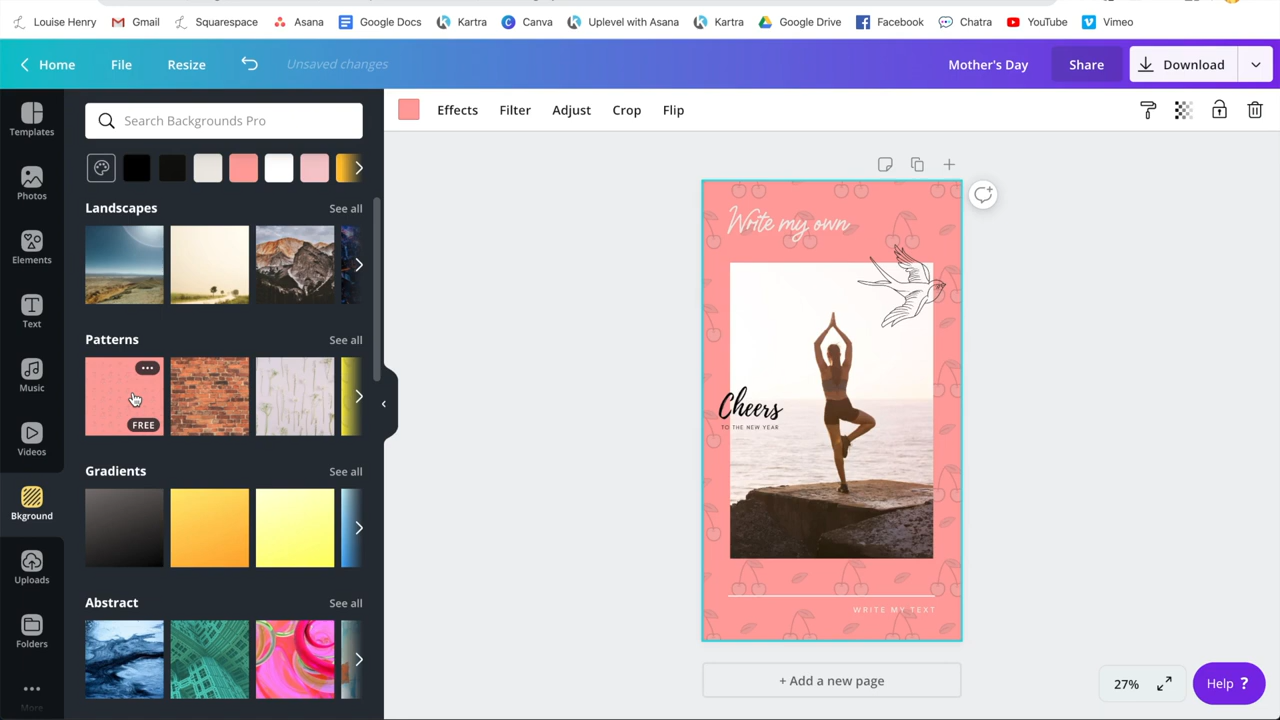 Louise Henry Gmail Squarespace Asana Google Docs Kartra Canva Uplevel with Asana Kartra Google Drive Facebook Chatra YouTube Vimeo
Home File Resize Unsaved changes Mother's Day Share Download
Search Backgrounds Pro
Effects Filter Adjust Crop Flip
Templates
Photos
Elements
Text
Music
Videos
Bkground
Uploads
Folders
More
Landscapes See all
Patterns See all
FREE
Gradients See all
Abstract See all
Write my own
Cheers
TO THE NEW YEAR
WRITE MY TEXT
+ Add a new page
27%
Help ?